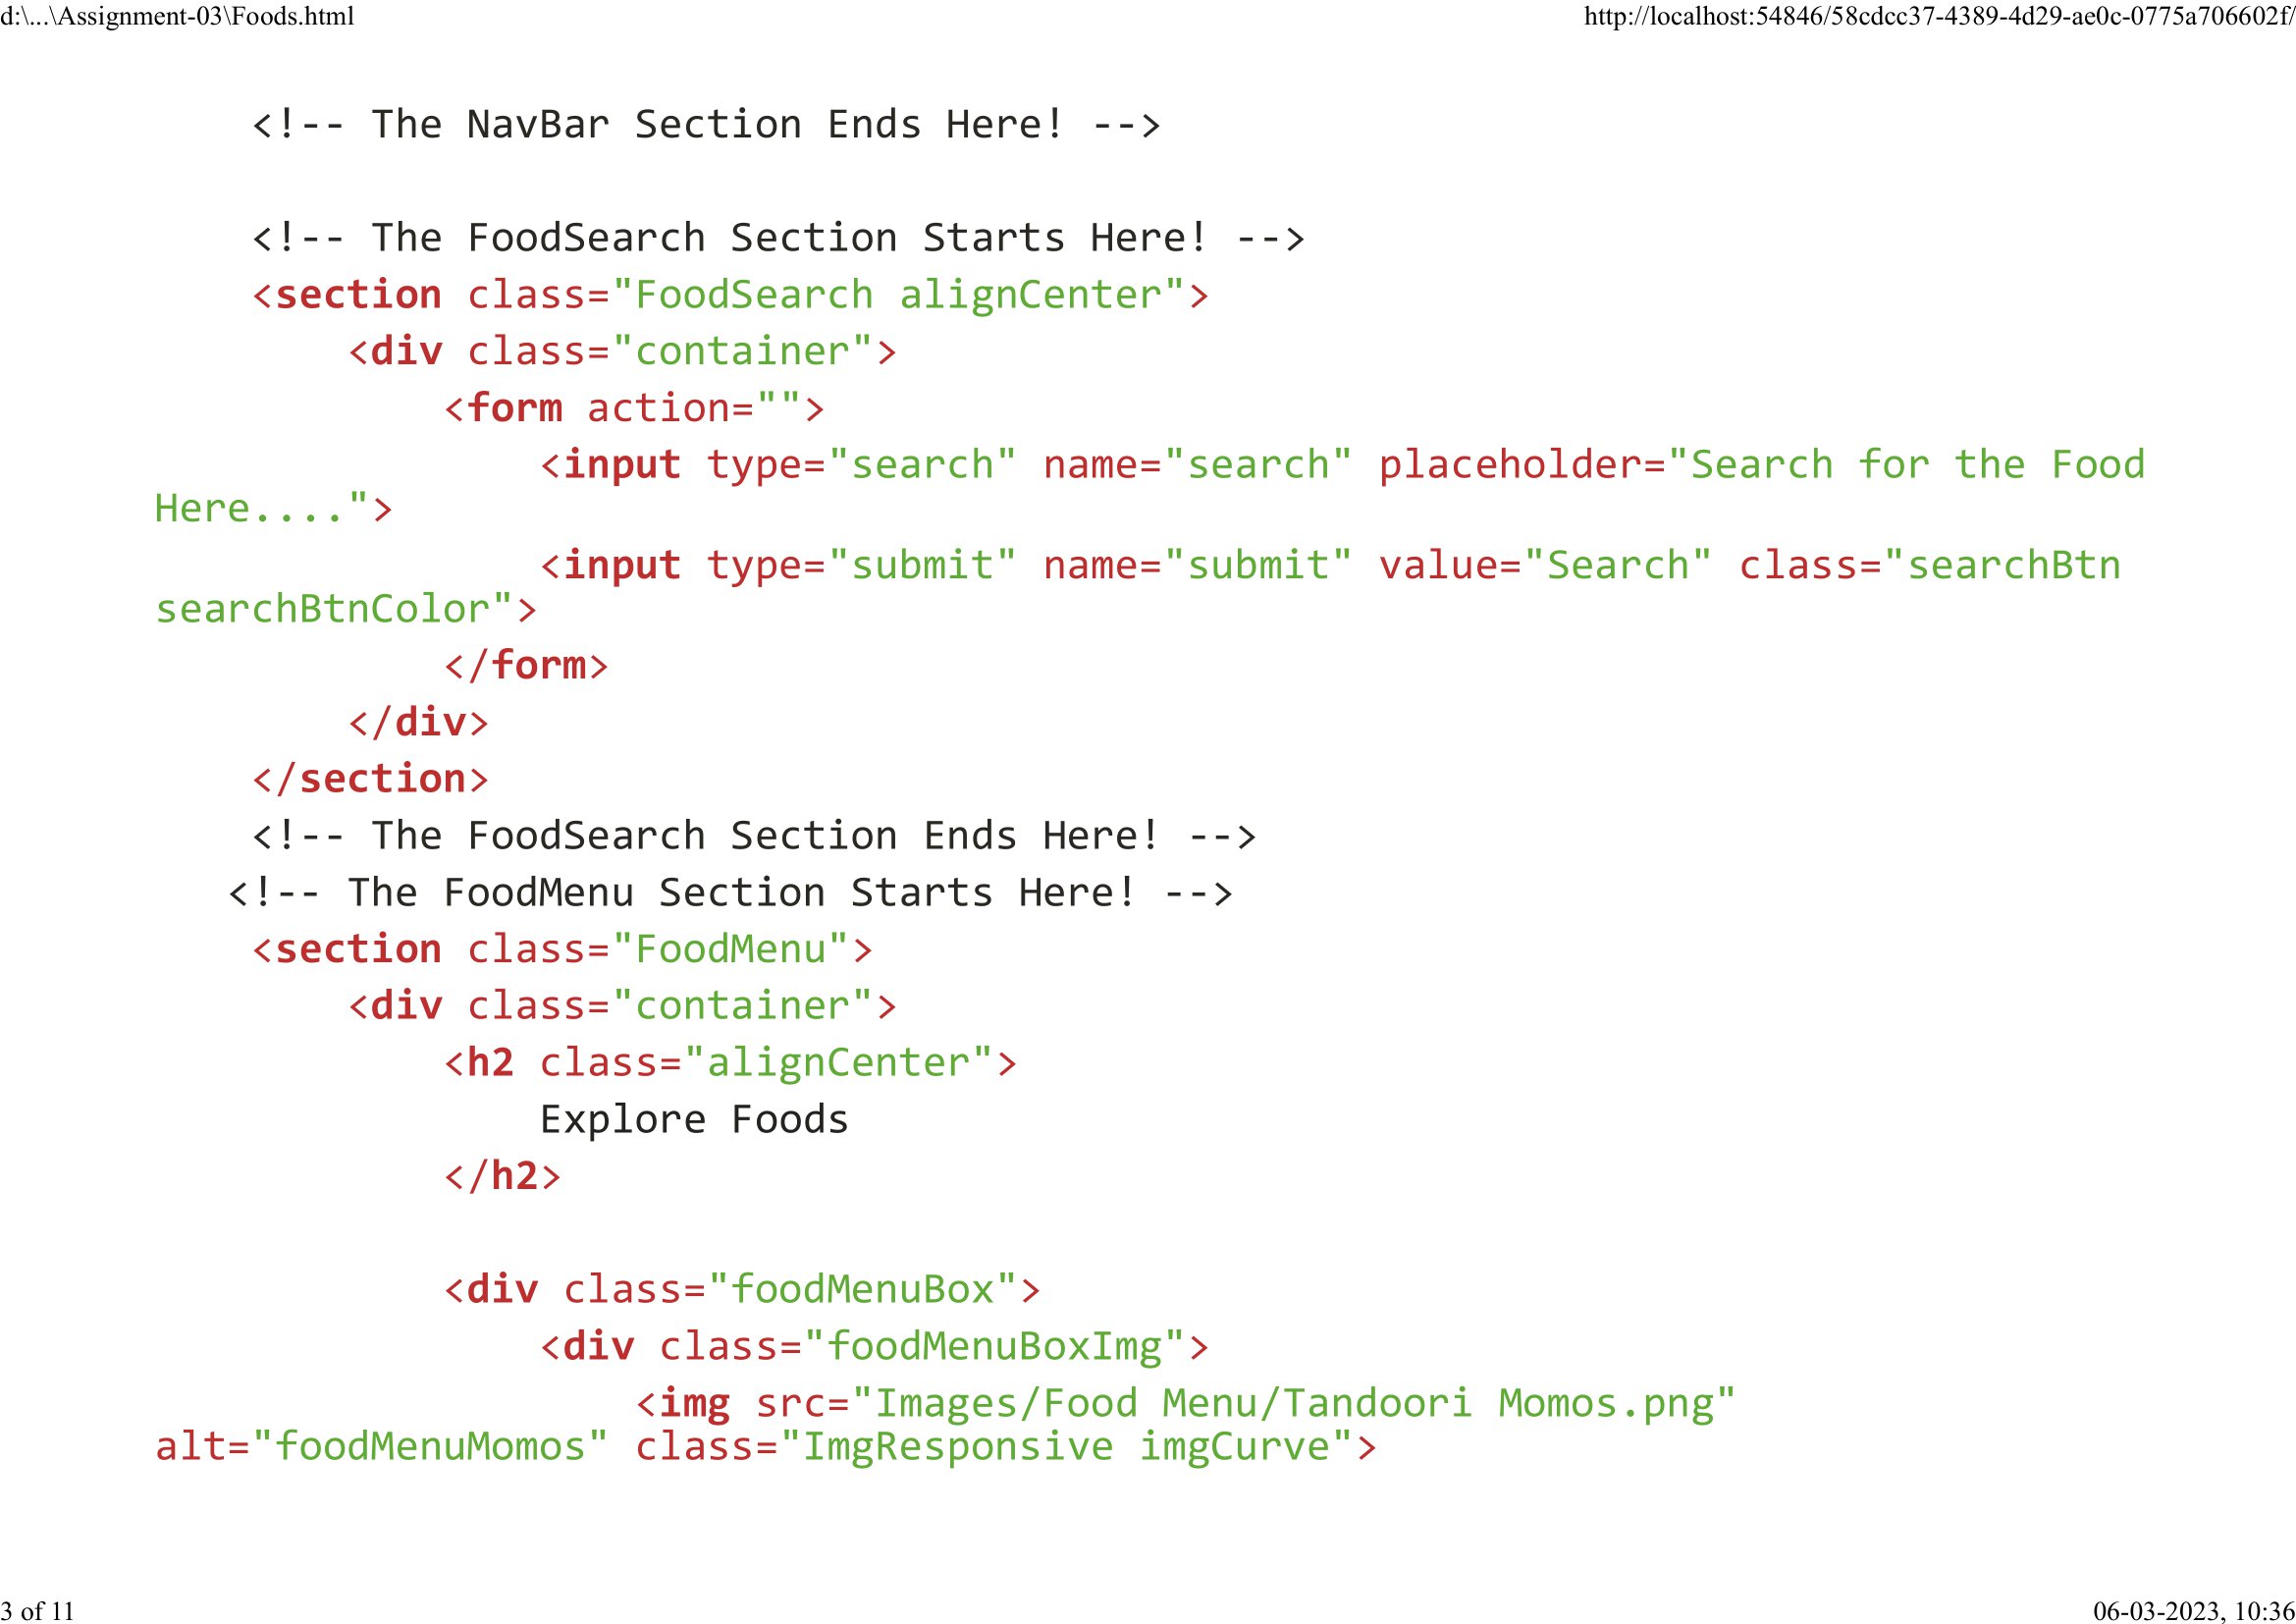 d:\...\Assignment-03\Foods.html
http://localhost:54846/58cdcc37-4389-4d29-ae0c-0775a706602f/
<!-- The NavBar Section Ends Here! -->
<!-- The FoodSearch Section Starts Here! -->
<section class="FoodSearch alignCenter">
<div class="container">
<form action="">
<input type="search" name="search" placeholder="Search for the Food
Here....">
<input type="submit" name="submit" value="Search" class="searchBtn
searchBtnColor">
</form>
</div>
</section>
<!-- The FoodSearch Section Ends Here! -->
<!-- The FoodMenu Section Starts Here! -->
<section class="FoodMenu">
<div class="container">
<h2 class="alignCenter">
Explore Foods
</h2>
<div class="foodMenuBox">
<div class="foodMenuBoxImg">
<img src="Images/Food Menu/Tandoori Momos.png"
alt="foodMenuMomos" class="ImgResponsive imgCurve">
3 of 11
06-03-2023, 10:36